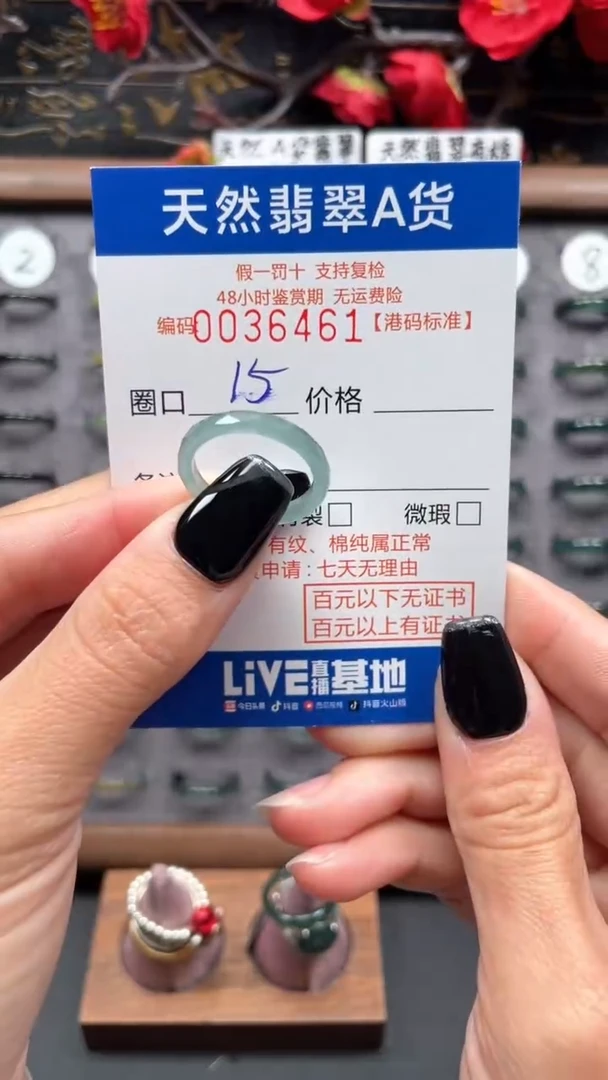 2
天然A货翡翠
天然翡翠
8
天然翡翠A货
假一罚十 支持复检
48小时鉴赏期 无运费险
编码0036461【港码标准】
圈口 15 价格
裂□ 微瑕□
有纹、棉纯属正常
申请:七天无理由
百元以下无证书
百元以上有证书
LiVE直播基地
今日头条 抖音 西瓜视频 抖音火山版